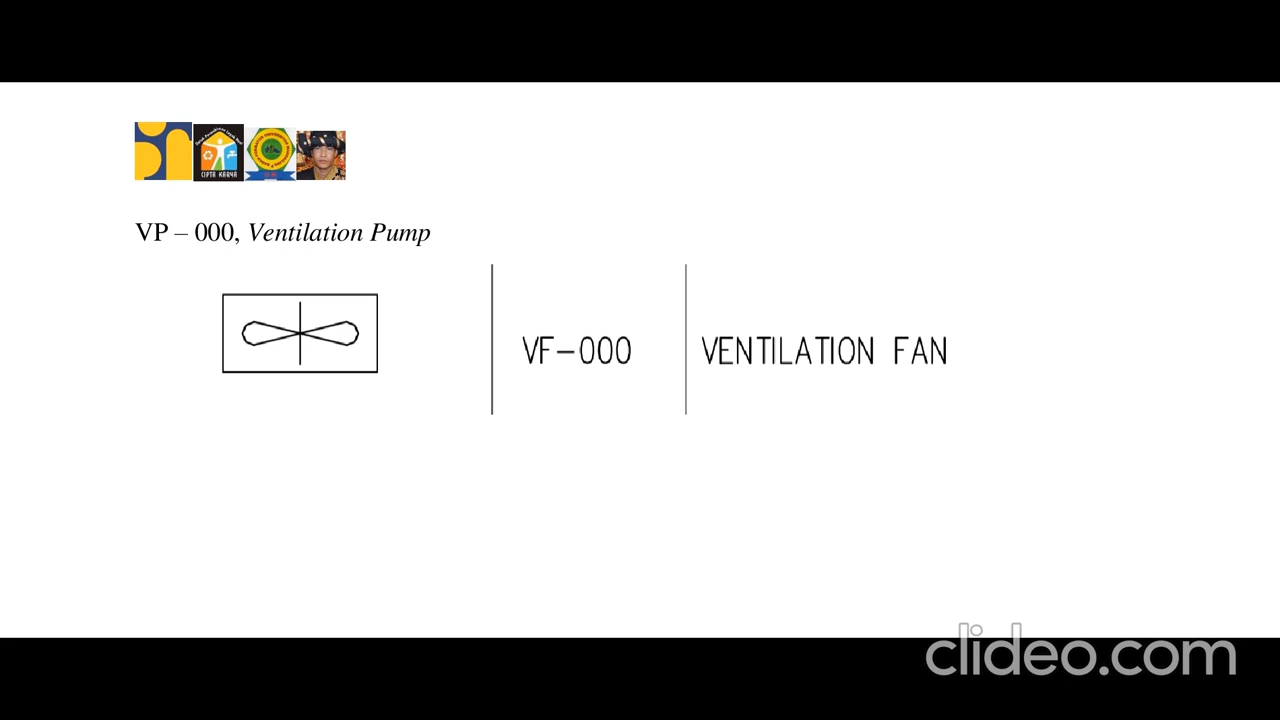 CIPTA KARYA
VP – 000, Ventilation Pump
VF-000
VENTILATION FAN
clideo.com